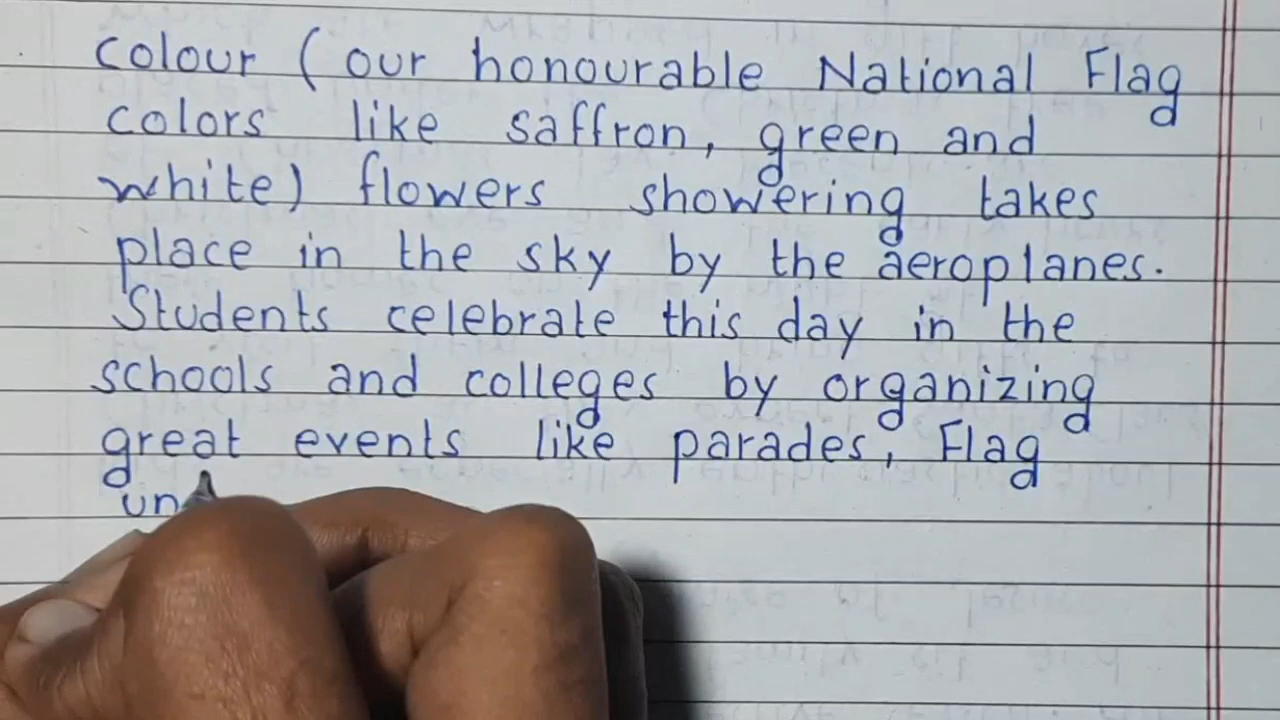 colour (our honourable National Flag
colors like saffron, green and
white) flowers showering takes
place in the sky by the aeroplanes.
Students celebrate this day in the
schools and colleges by organizing
great events like parades, Flag
un